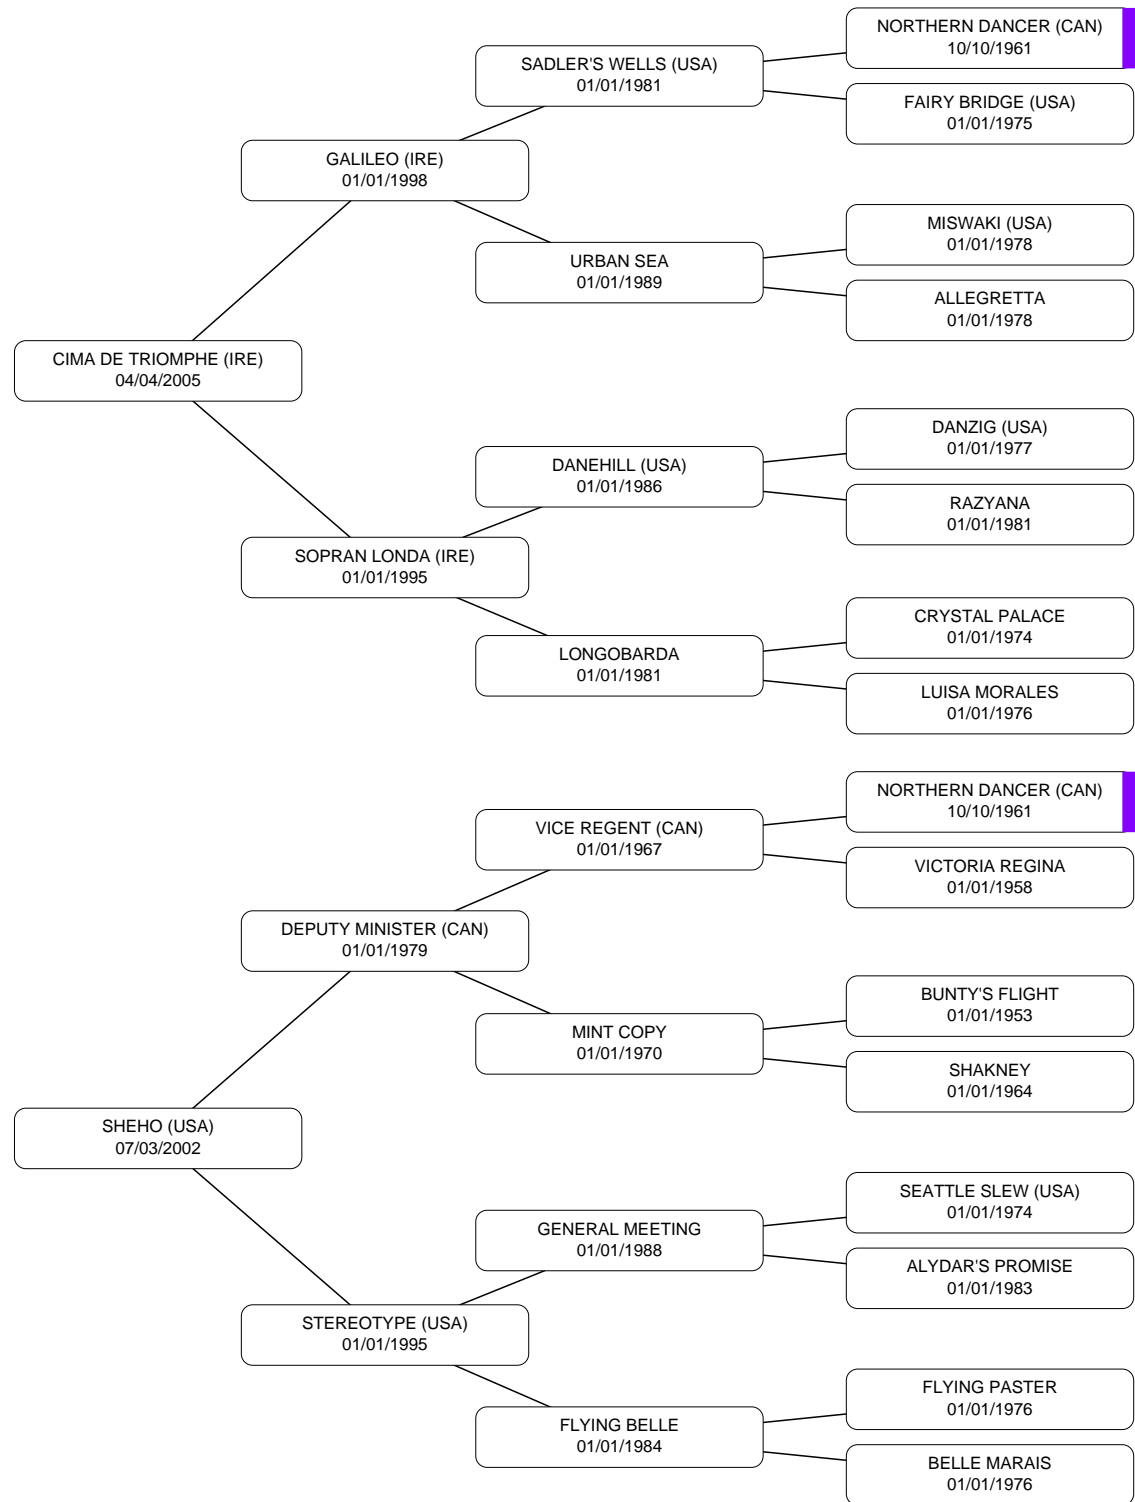 NORTHERN DANCER (CAN)
10/10/1961
SADLER'S WELLS (USA)
01/01/1981
FAIRY BRIDGE (USA)
01/01/1975
GALILEO (IRE)
01/01/1998
MISWAKI (USA)
01/01/1978
URBAN SEA
01/01/1989
ALLEGRETTA
01/01/1978
CIMA DE TRIOMPHE (IRE)
04/04/2005
DANZIG (USA)
01/01/1977
DANEHILL (USA)
01/01/1986
RAZYANA
01/01/1981
SOPRAN LONDA (IRE)
01/01/1995
CRYSTAL PALACE
01/01/1974
LONGOBARDA
01/01/1981
LUISA MORALES
01/01/1976
NORTHERN DANCER (CAN)
10/10/1961
VICE REGENT (CAN)
01/01/1967
VICTORIA REGINA
01/01/1958
DEPUTY MINISTER (CAN)
01/01/1979
BUNTY'S FLIGHT
01/01/1953
MINT COPY
01/01/1970
SHAKNEY
01/01/1964
SHEHO (USA)
07/03/2002
SEATTLE SLEW (USA)
01/01/1974
GENERAL MEETING
01/01/1988
ALYDAR'S PROMISE
01/01/1983
STEREOTYPE (USA)
01/01/1995
FLYING PASTER
01/01/1976
FLYING BELLE
01/01/1984
BELLE MARAIS
01/01/1976